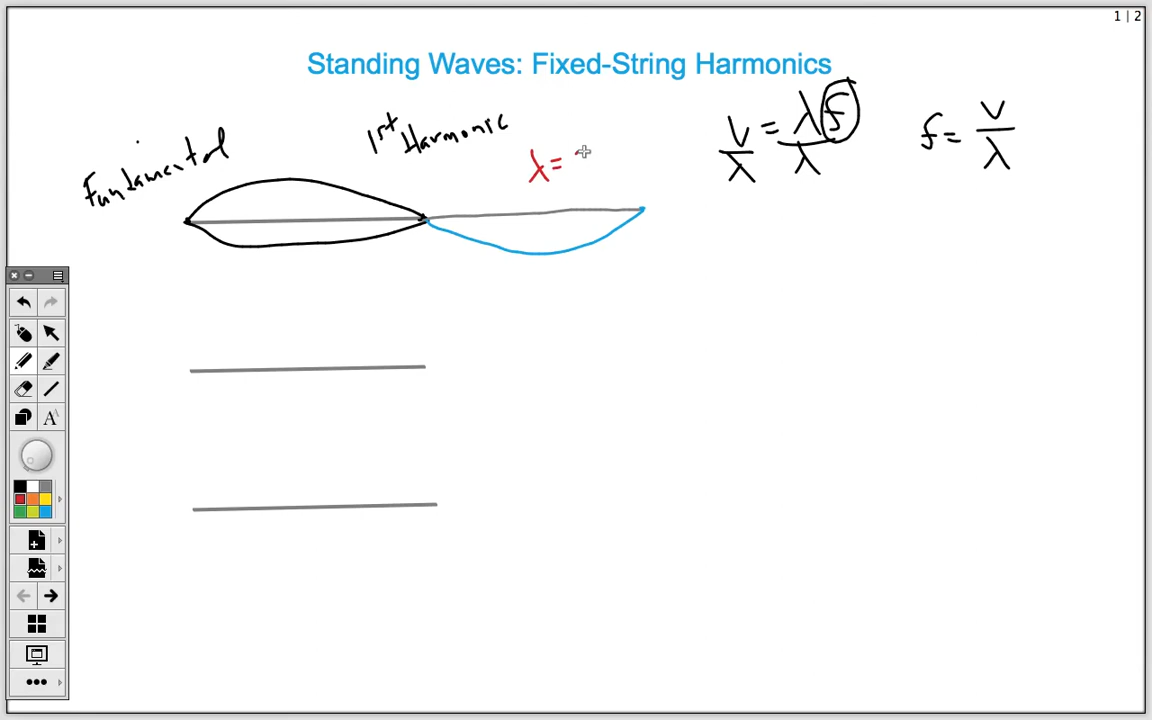 1 | 2
Standing Waves: Fixed-String Harmonics
Fundamental
1st Harmonic
λ =
v/λ = λf/λ
f = v/λ
A